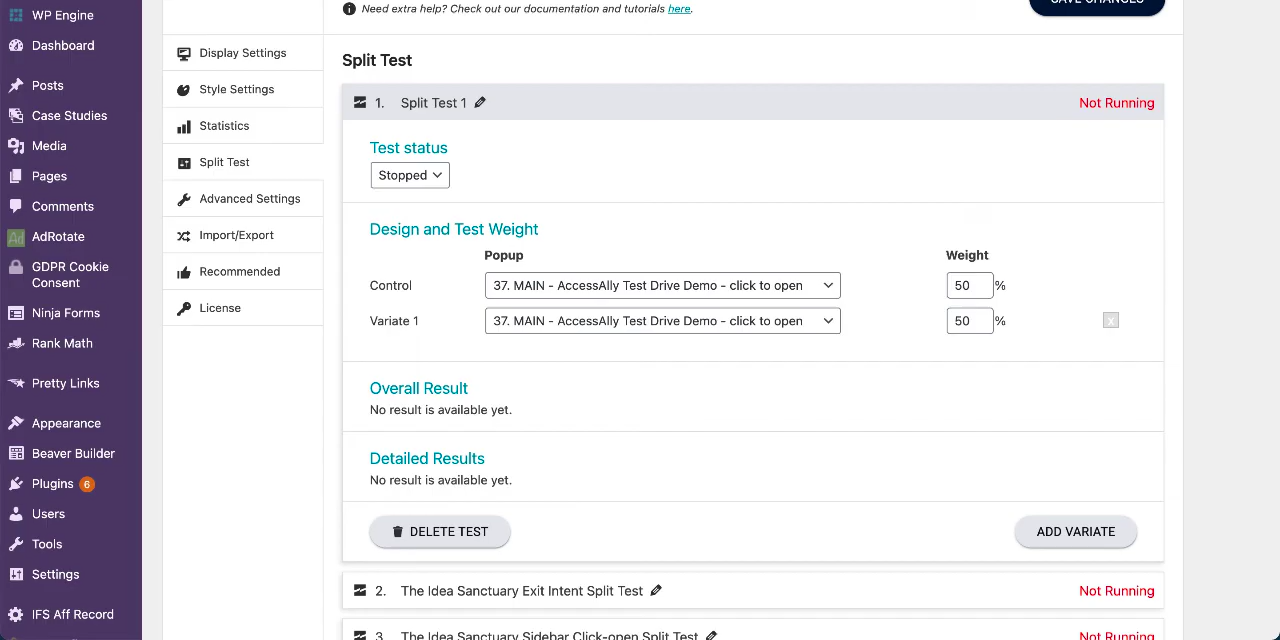 WP Engine
Dashboard
Posts
Case Studies
Media
Pages
Comments
Ad AdRotate
GDPR Cookie
Consent
Ninja Forms
Rank Math
Pretty Links
Appearance
Beaver Builder
Plugins 6
Users
Tools
Settings
IFS Aff Record
Display Settings
Style Settings
Statistics
Split Test
Advanced Settings
Import/Export
Recommended
License
Need extra help? Check out our documentation and tutorials here.
SAVE CHANGES
Split Test
1. Split Test 1 Not Running
Test status
Stopped
Design and Test Weight
Popup Weight
Control 37. MAIN - AccessAlly Test Drive Demo - click to open 50 %
Variate 1 37. MAIN - AccessAlly Test Drive Demo - click to open 50 % x
Overall Result
No result is available yet.
Detailed Results
No result is available yet.
DELETE TEST ADD VARIATE
2. The Idea Sanctuary Exit Intent Split Test Not Running
3. The Idea Sanctuary Sidebar Click-open Split Test Not Running